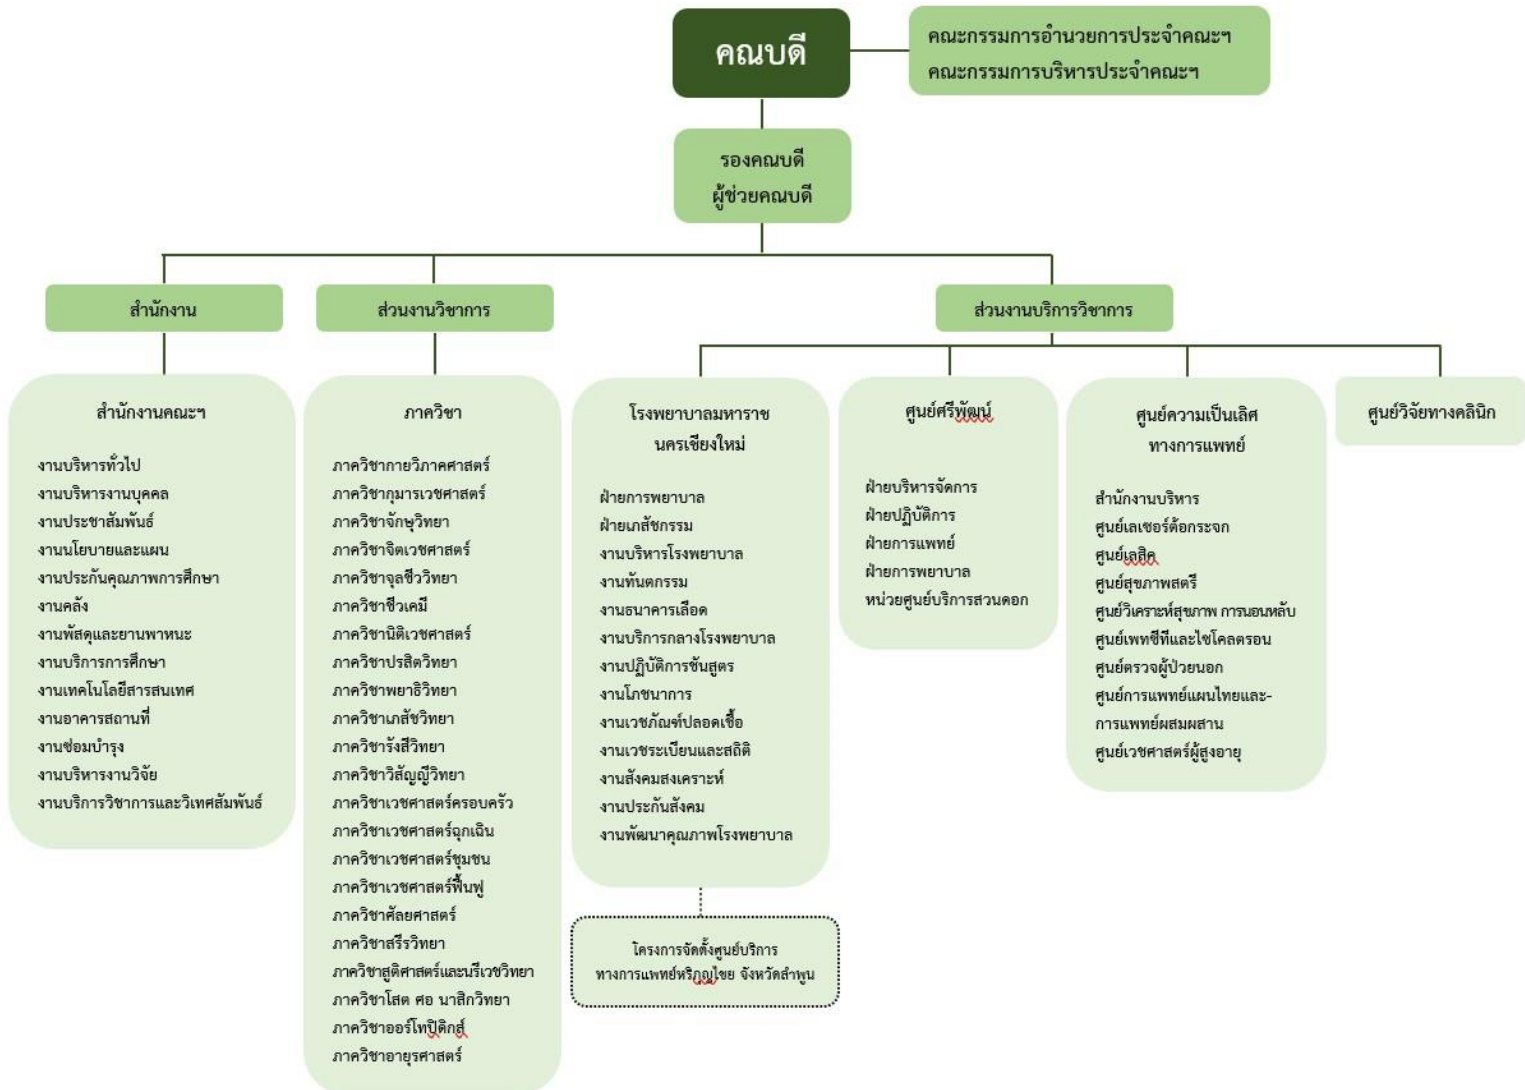 คณบดี
คณะกรรมการอำนวยการประจำคณะฯ
คณะกรรมการบริหารประจำคณะฯ
รองคณบดี
ผู้ช่วยคณบดี
สำนักงาน
ส่วนงานวิชาการ
ส่วนงานบริการวิชาการ
สำนักงานคณะฯ
งานบริหารทั่วไป
งานบริหารงานบุคคล
งานประชาสัมพันธ์
งานนโยบายและแผน
งานประกันคุณภาพการศึกษา
งานคลัง
งานพัสดุและยานพาหนะ
งานบริการการศึกษา
งานเทคโนโลยีสารสนเทศ
งานอาคารสถานที่
งานซ่อมบำรุง
งานบริหารงานวิจัย
งานบริการวิชาการและวิเทศสัมพันธ์
ภาควิชา
ภาควิชากายวิภาคศาสตร์
ภาควิชากุมารเวชศาสตร์
ภาควิชาจักษุวิทยา
ภาควิชาจิตเวชศาสตร์
ภาควิชาจุลชีววิทยา
ภาควิชาชีวเคมี
ภาควิชานิติเวชศาสตร์
ภาควิชาปรสิตวิทยา
ภาควิชาพยาธิวิทยา
ภาควิชาเภสัชวิทยา
ภาควิชารังสีวิทยา
ภาควิชาวิสัญญีวิทยา
ภาควิชาเวชศาสตร์ครอบครัว
ภาควิชาเวชศาสตร์ฉุกเฉิน
ภาควิชาเวชศาสตร์ชุมชน
ภาควิชาเวชศาสตร์ฟื้นฟู
ภาควิชาศัลยศาสตร์
ภาควิชาสรีรวิทยา
ภาควิชาสูติศาสตร์และนรีเวชวิทยา
ภาควิชาโสต ศอ นาสิกวิทยา
ภาควิชาออร์โทปิดิกส์
ภาควิชาอายุรศาสตร์
โรงพยาบาลมหาราช
นครเชียงใหม่
ฝ่ายการพยาบาล
ฝ่ายเภสัชกรรม
งานบริหารโรงพยาบาล
งานทันตกรรม
งานธนาคารเลือด
งานบริการกลางโรงพยาบาล
งานปฏิบัติการชันสูตร
งานโภชนาการ
งานเวชภัณฑ์ปลอดเชื้อ
งานเวชระเบียนและสถิติ
งานสังคมสงเคราะห์
งานประกันสังคม
งานพัฒนาคุณภาพโรงพยาบาล
โครงการจัดตั้งศูนย์บริการ
ทางการแพทย์หริภุญไชย จังหวัดลำพูน
ศูนย์ศรีพัฒน์
ฝ่ายบริหารจัดการ
ฝ่ายปฏิบัติการ
ฝ่ายการแพทย์
ฝ่ายการพยาบาล
หน่วยศูนย์บริการสวนดอก
ศูนย์ความเป็นเลิศ
ทางการแพทย์
สำนักงานบริหาร
ศูนย์เลเซอร์ต้อกระจก
ศูนย์เลสิค
ศูนย์สุขภาพสตรี
ศูนย์วิเคราะห์สุขภาพ การนอนหลับ
ศูนย์เพทซีทีและไซโคลตรอน
ศูนย์ตรวจผู้ป่วยนอก
ศูนย์การแพทย์แผนไทยและ-
การแพทย์ผสมผสาน
ศูนย์เวชศาสตร์ผู้สูงอายุ
ศูนย์วิจัยทางคลินิก